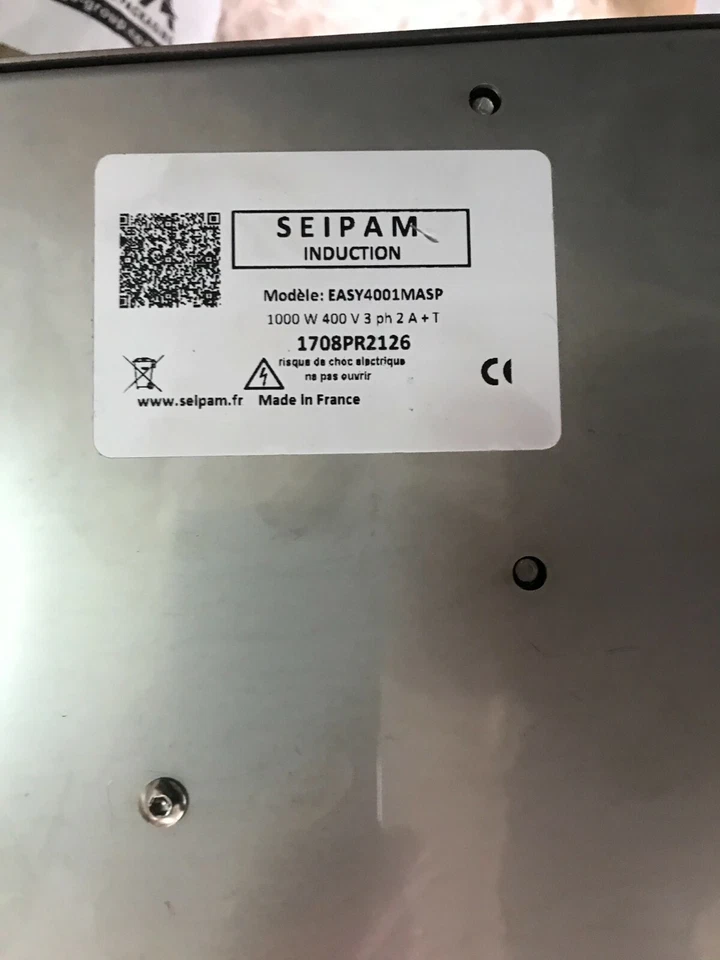 SEIPAM
INDUCTION
Modèle: EASY4001MASP
1000 W 400 V 3 ph 2 A + T
1708PR2126
risque de choc electrique
ne pas ouvrir
CE
www.seipam.fr Made in France